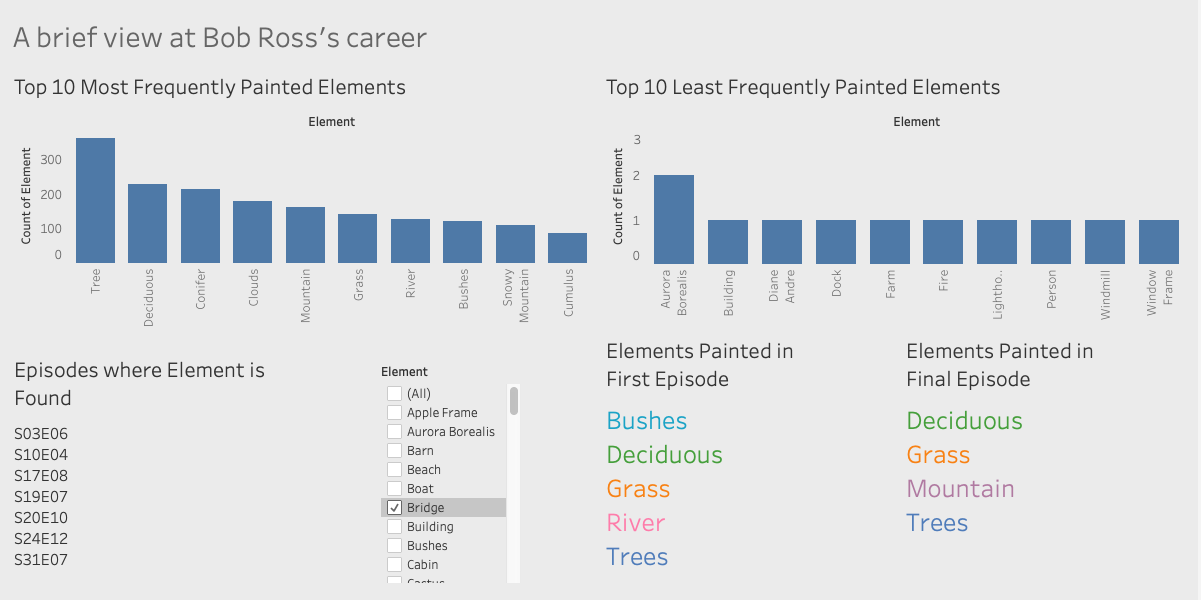 A brief view at Bob Ross's career
Top 10 Most Frequently Painted Elements
Element
Count of Element
300
200
100
0
Tree
Deciduous
Conifer
Clouds
Mountain
Grass
River
Bushes
Snowy
Mountain
Cumulus
Top 10 Least Frequently Painted Elements
Element
Count of Element
3
2
1
0
Aurora
Borealis
Building
Diane
Andre
Dock
Farm
Fire
Lightho..
Person
Windmill
Window
Frame
Episodes where Element is
Found
S03E06
S10E04
S17E08
S19E07
S20E10
S24E12
S31E07
Element
(All)
Apple Frame
Aurora Borealis
Barn
Beach
Boat
Bridge
Building
Bushes
Cabin
Cactus
Elements Painted in
First Episode
Bushes
Deciduous
Grass
River
Trees
Elements Painted in
Final Episode
Deciduous
Grass
Mountain
Trees